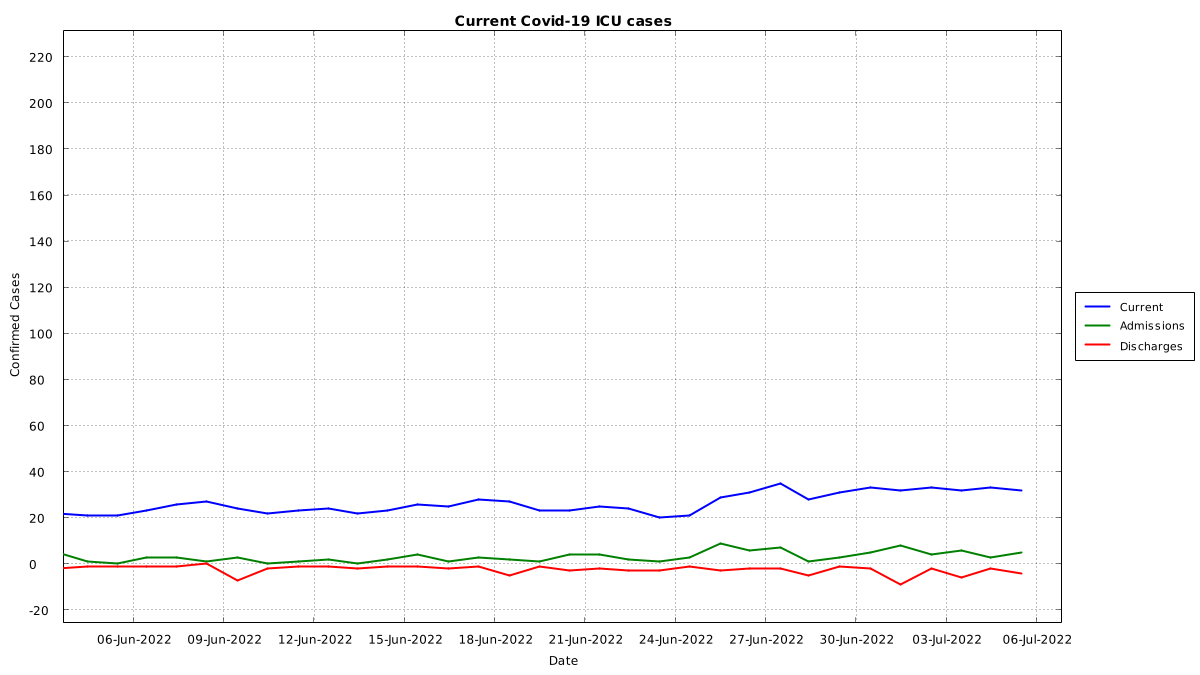 Current Covid-19 ICU cases
220
200
180
160
140
120
100
80
60
40
20
0
-20
Confirmed Cases
06-Jun-2022 09-Jun-2022 12-Jun-2022 15-Jun-2022 18-Jun-2022 21-Jun-2022 24-Jun-2022 27-Jun-2022 30-Jun-2022 03-Jul-2022 06-Jul-2022
Date
Current
Admissions
Discharges